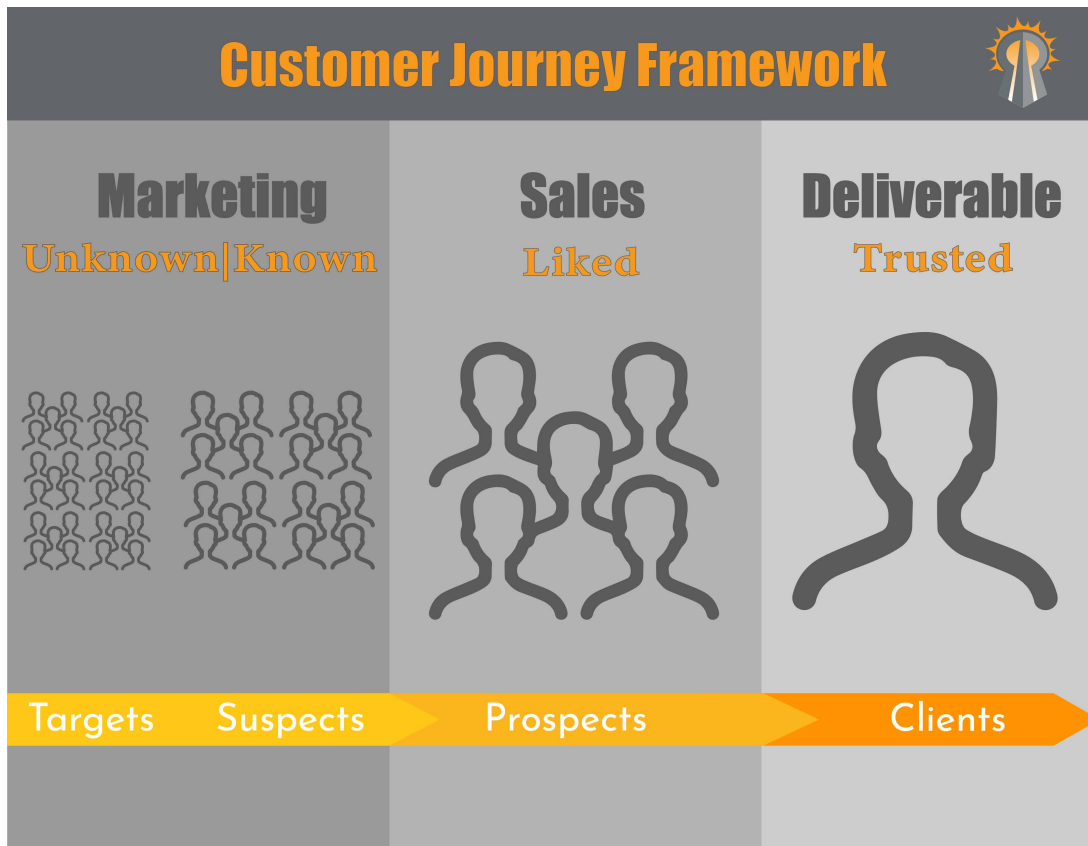 Customer Journey Framework
Marketing
Unknown|Known
Sales
Liked
Deliverable
Trusted
Targets
Suspects
Prospects
Clients